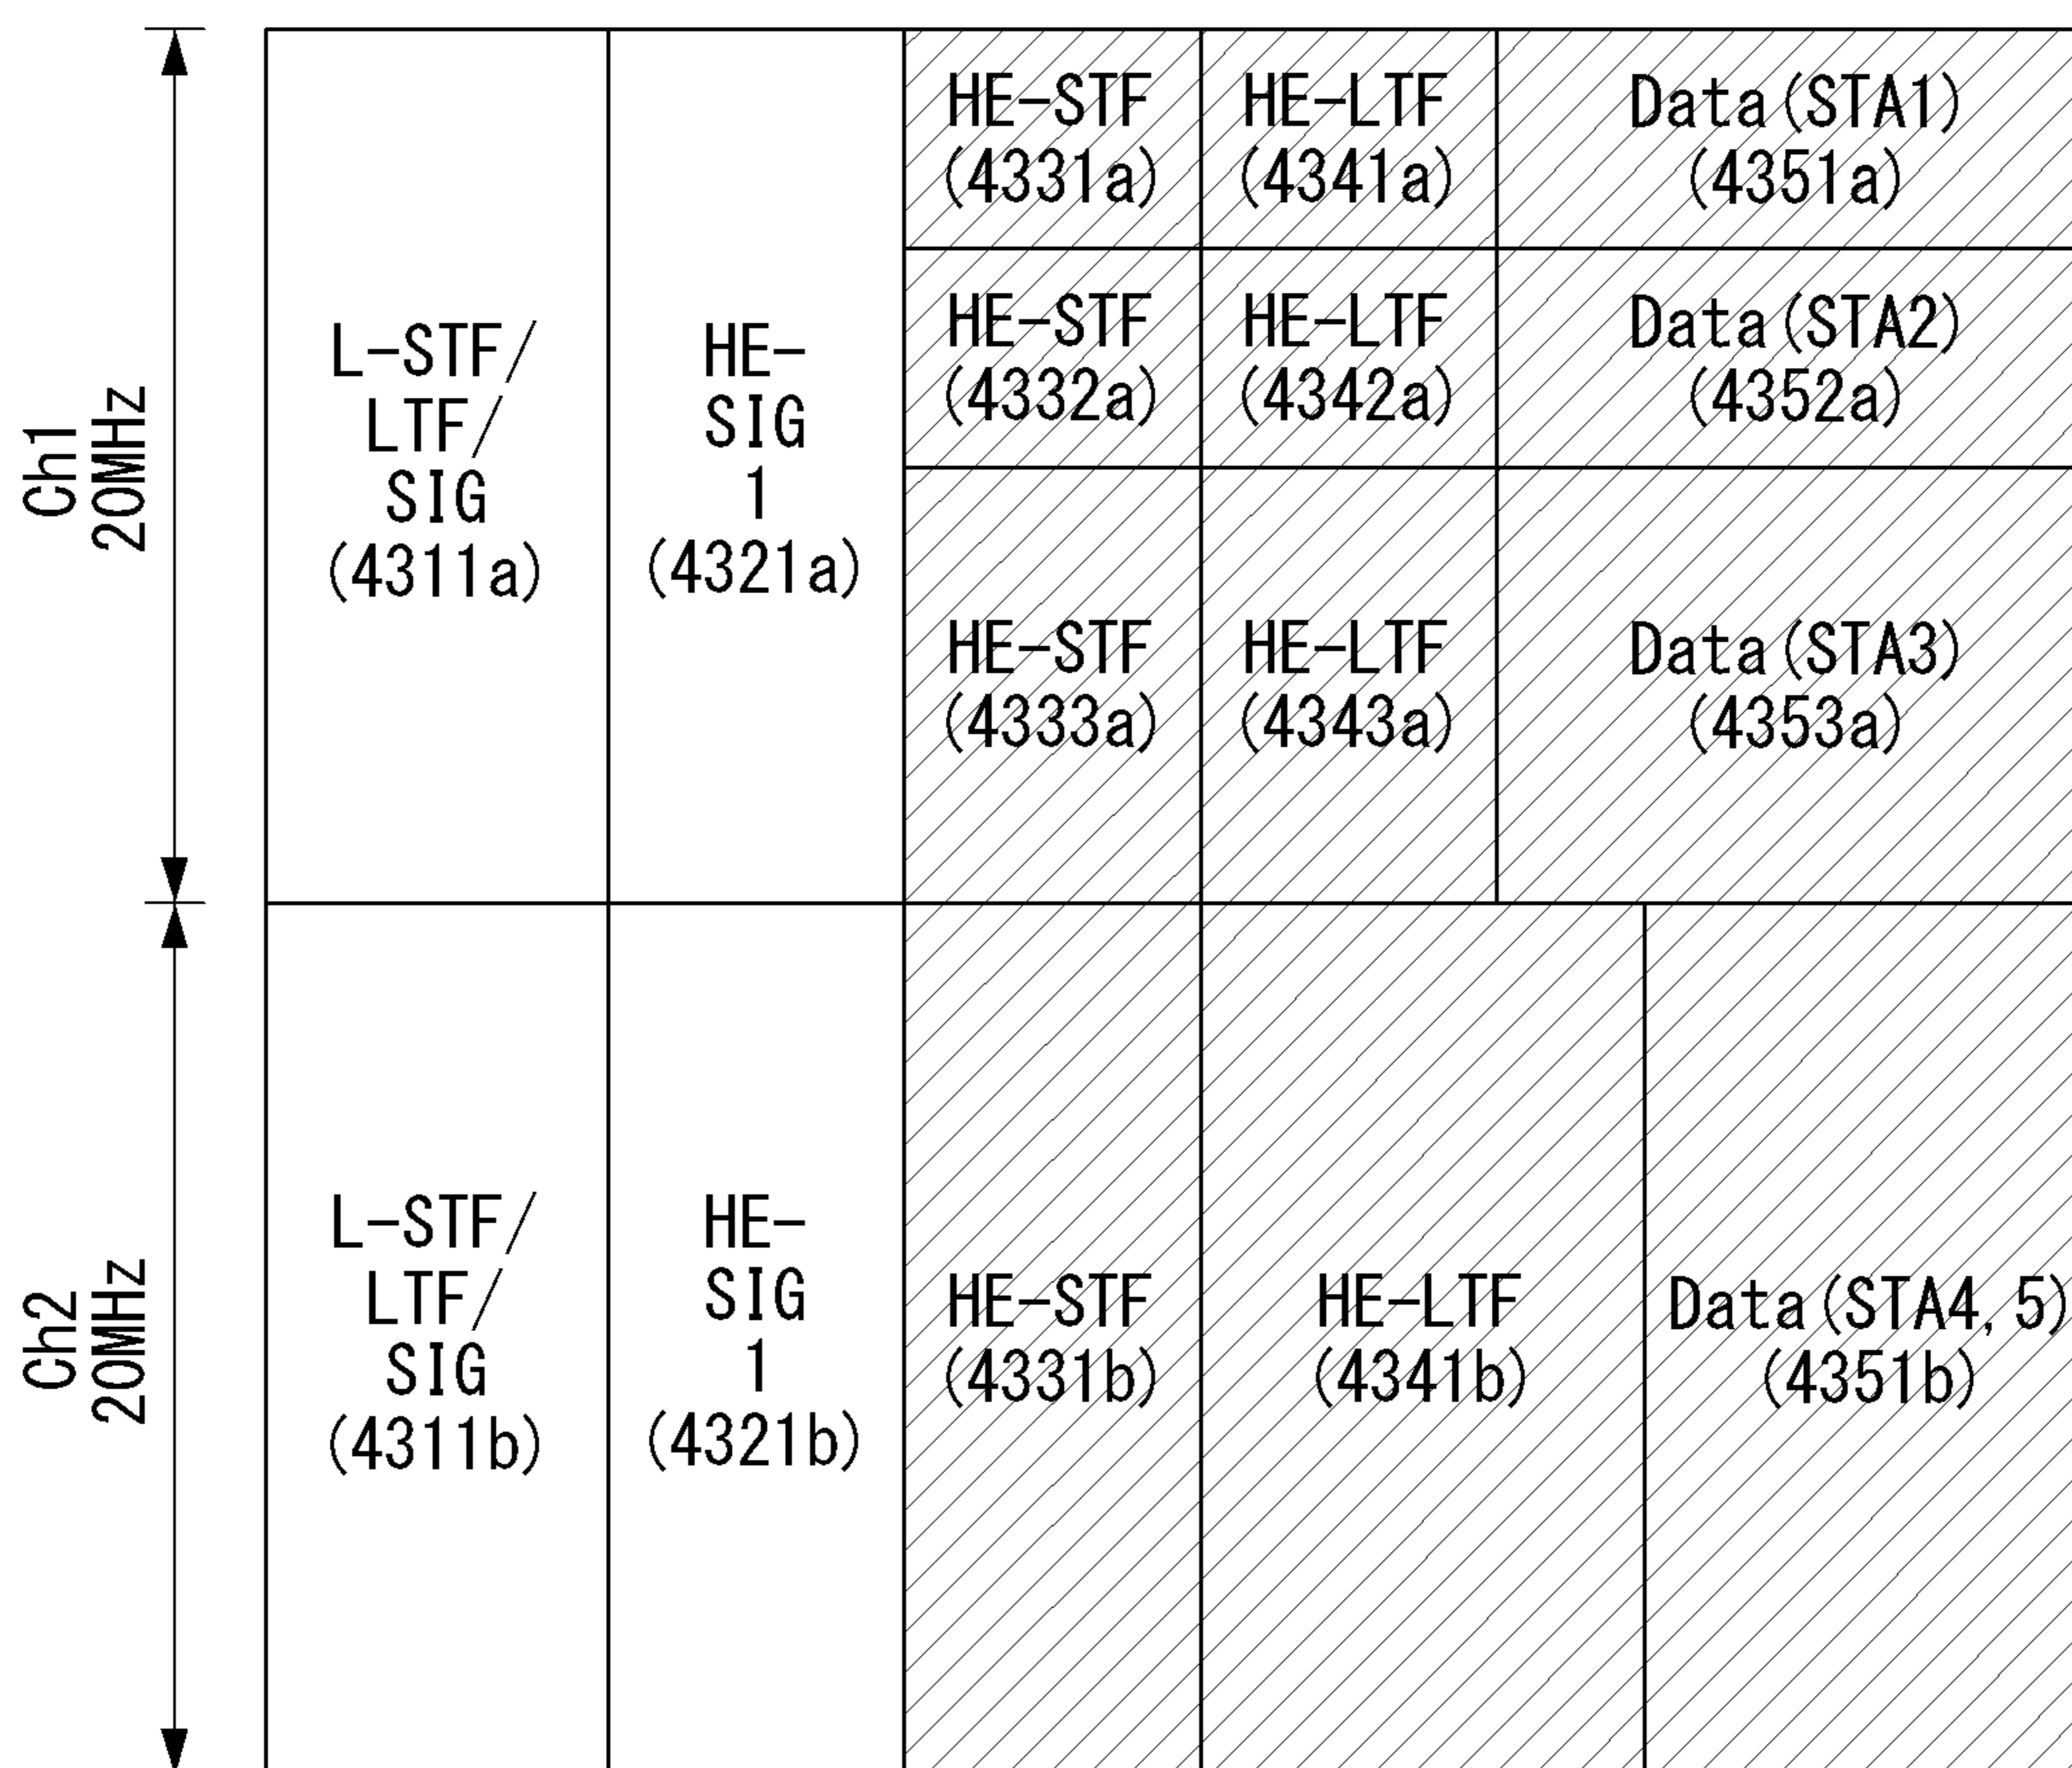 Ch1
20MHz
L-STF/
LTF/
SIG
(4311a)
HE-
SIG
1
(4321a)
HE-STF
(4331a)
HE-LTF
(4341a)
Data(STA1)
(4351a)
HE-STF
(4332a)
HE-LTF
(4342a)
Data(STA2)
(4352a)
HE-STF
(4333a)
HE-LTF
(4343a)
Data(STA3)
(4353a)
Ch2
20MHz
L-STF/
LTF/
SIG
(4311b)
HE-
SIG
1
(4321b)
HE-STF
(4331b)
HE-LTF
(4341b)
Data(STA4, 5)
(4351b)